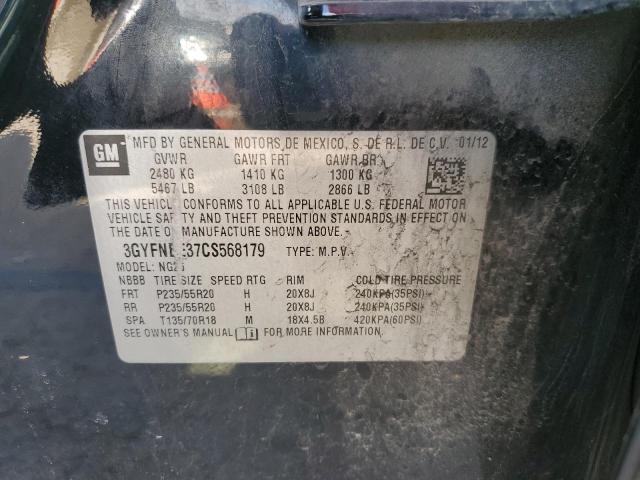 GM
MFD BY GENERAL MOTORS DE MEXICO, S. DE R.L. DE C.V. 01/12
GVWR GAWR FRT GAWR RR
2480 KG 1410 KG 1300 KG
5467 LB 3108 LB 2866 LB
THIS VEHICLE CONFORMS TO ALL APPLICABLE U.S. FEDERAL MOTOR
VEHICLE SAFETY AND THEFT PREVENTION STANDARDS IN EFFECT ON
THE DATE OF MANUFACTURE SHOWN ABOVE.
TYPE: M.P.V.
MODEL:
NBBB TIRE SIZE SPEED RTG RIM COLD TIRE PRESSURE
FRT P235/55R20 H 20X8J 240KPA(35PSI)
RR P235/55R20 H 20X8J 240KPA(35PSI)
SPA T135/70R18 M 18X4.5B 420KPA(60PSI)
SEE OWNER'S MANUAL FOR MORE INFORMATION